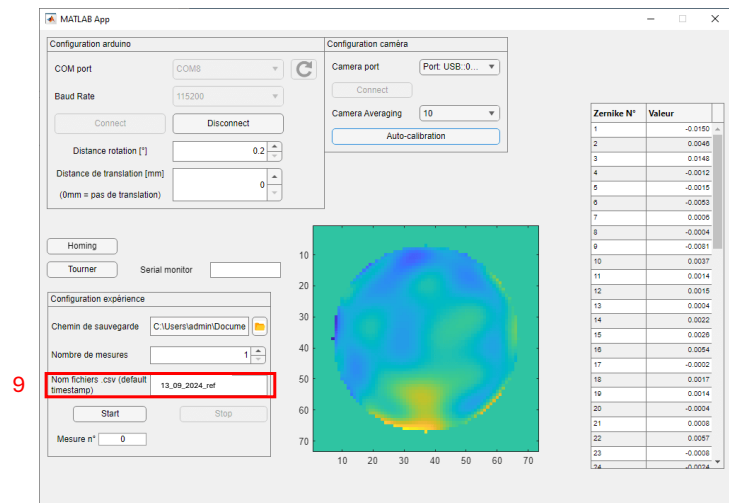 MATLAB App
Configuration arduino
COM port
COM8
Baud Rate
115200
Connect
Disconnect
Distance rotation [°]
0.2
Distance de translation [mm]
0
(0mm = pas de translation)
Configuration caméra
Camera port
Port: USB::0...
Connect
Camera Averaging
10
Auto-calibration
Homing
Tourner
Serial monitor
Configuration expérience
Chemin de sauvegarde
C:\Users\admin\Docume
Nombre de mesures
1
9
Nom fichiers .csv (default
timestamp)
13_09_2024_ref
Start
Stop
Mesure n°
0
10
20
30
40
50
60
70
10 20 30 40 50 60 70
Zernike N° Valeur
1 -0.0150
2 0.0046
3 0.0148
4 -0.0012
5 -0.0015
6 -0.0053
7 0.0006
8 -0.0004
9 -0.0081
10 0.0037
11 0.0014
12 0.0015
13 0.0004
14 0.0022
15 0.0026
16 0.0054
17 -0.0002
18 0.0017
19 0.0014
20 -0.0004
21 0.0008
22 0.0057
23 -0.0008
24 -0.0024